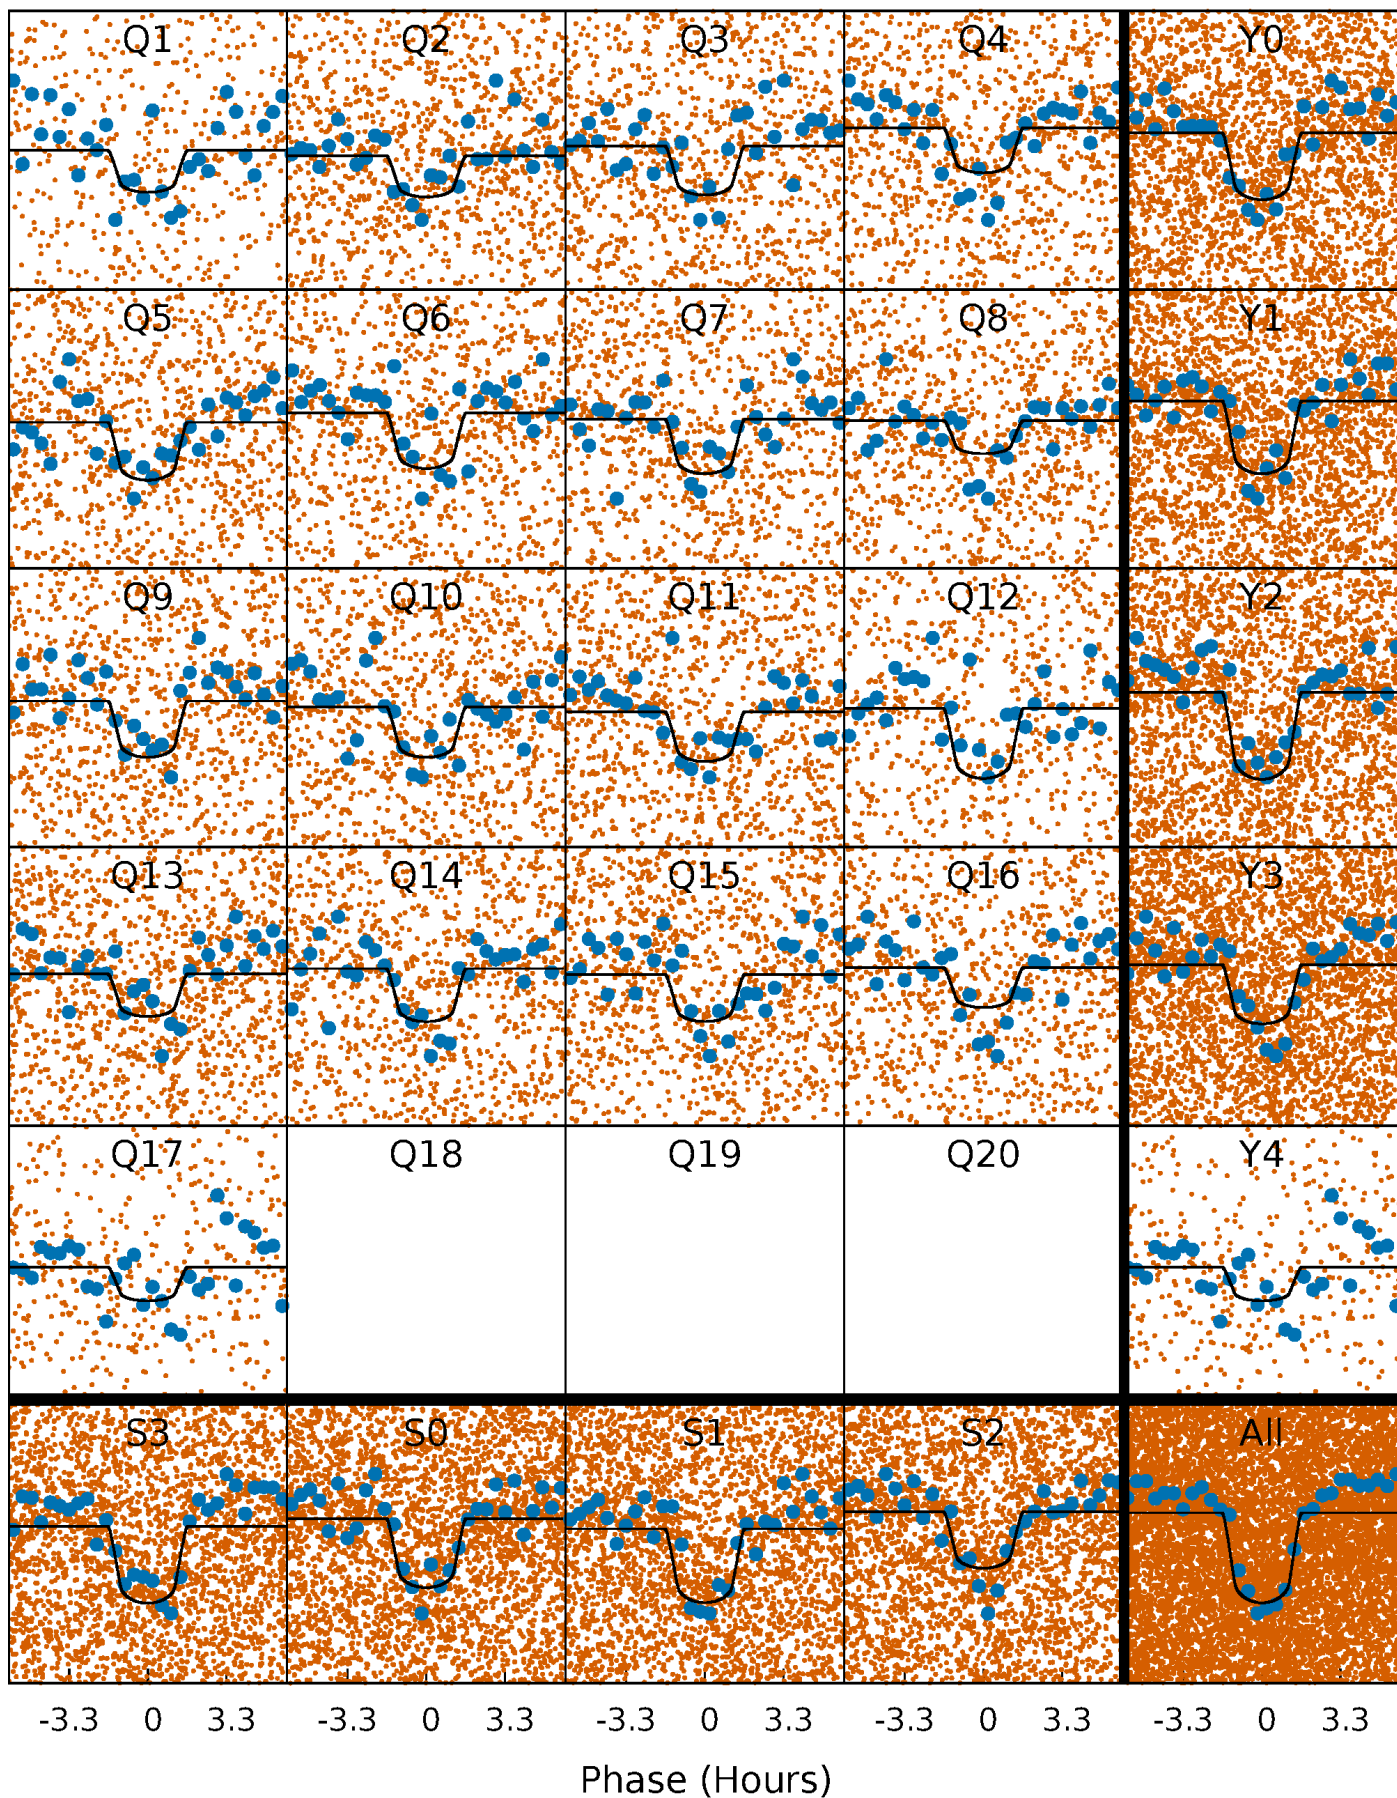 Q1 Q2 Q3 Q4 Y0
Q5 Q6 Q7 Q8 Y1
Q9 Q10 Q11 Q12 Y2
Q13 Q14 Q15 Q16 Y3
Q17 Q18 Q19 Q20 Y4
S3 S0 S1 S2 All
-3.3 0 3.3 -3.3 0 3.3 -3.3 0 3.3 -3.3 0 3.3 -3.3 0 3.3
Phase (Hours)